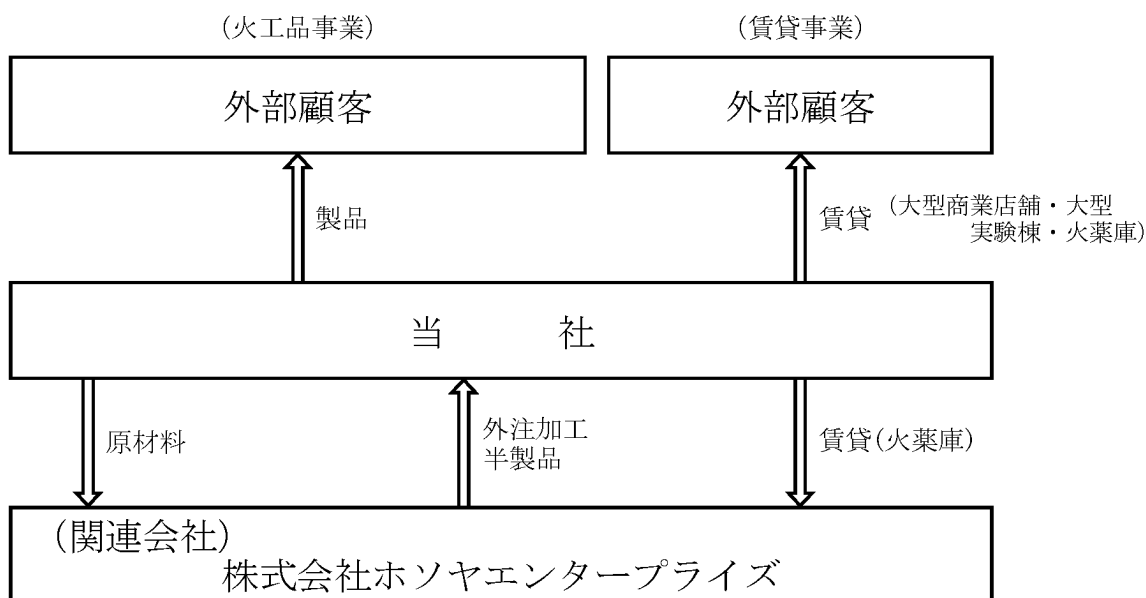 (火工品事業)
(賃貸事業)
外部顧客
外部顧客
製品
賃貸
(大型商業店舗・大型
実験棟・火薬庫)
当　　社
原材料
外注加工
半製品
賃貸(火薬庫)
(関連会社)
株式会社ホソヤエンタープライズ